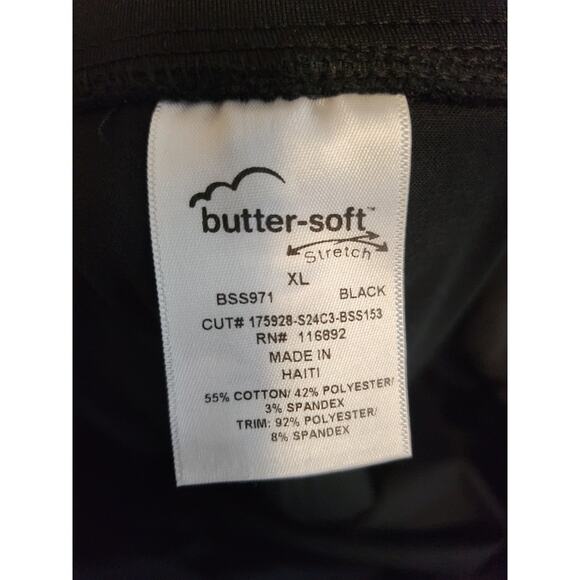 butter-soft™
Stretch
XL
BSS971 BLACK
CUT# 175928-S24C3-BSS153
RN# 116892
MADE IN
HAITI
55% COTTON/ 42% POLYESTER/
3% SPANDEX
TRIM: 92% POLYESTER/
8% SPANDEX